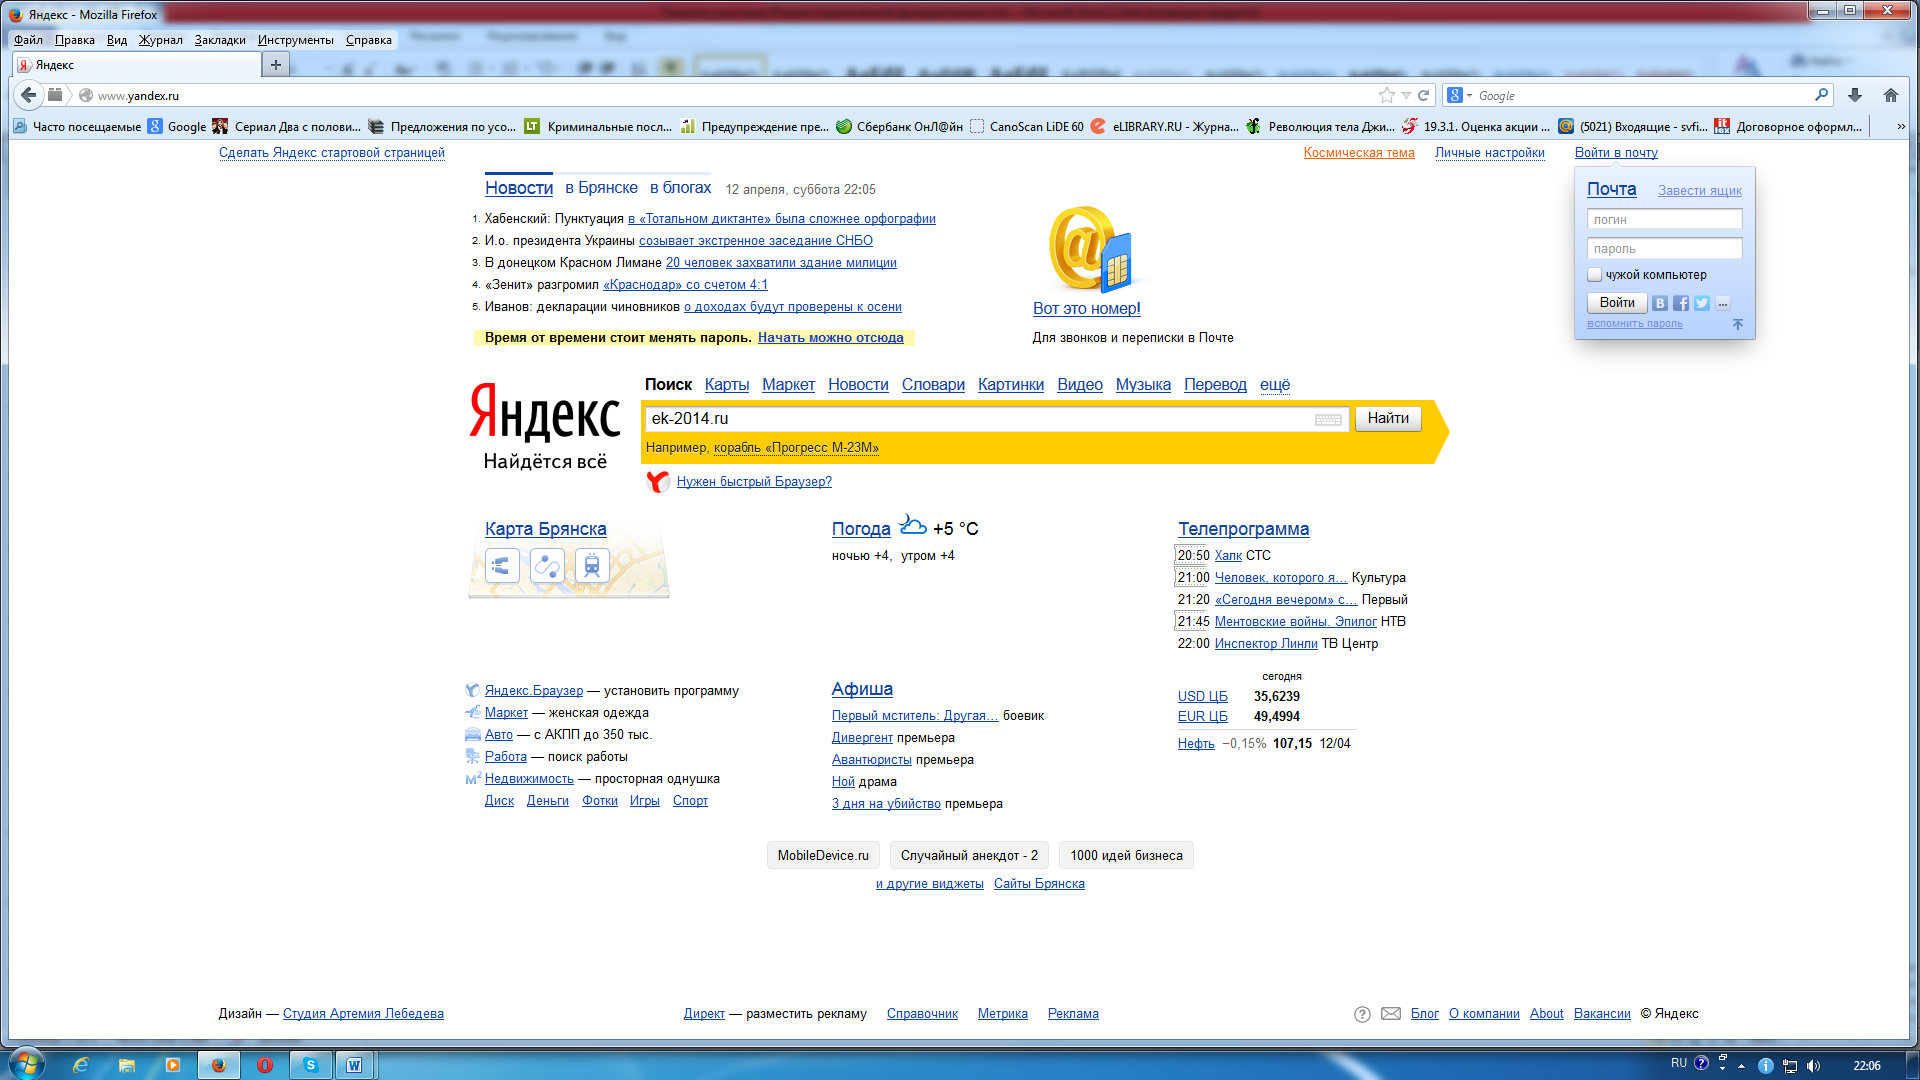 Яндекс - Mozilla Firefox
Файл Правка Вид Журнал Закладки Инструменты Справка
Яндекс
www.yandex.ru
Google
Часто посещаемые Google Сериал Два с полови... Предложения по усо... Криминальные посл... Предупреждение пре... Сбербанк ОнЛ@йн CanoScan LiDE 60 eLIBRARY.RU - Журна... Революция тела Джи... 19.3.1. Оценка акции ... (5021) Входящие - svfi... Договорное оформл...
Сделать Яндекс стартовой страницей
Космическая тема Личные настройки Войти в почту
Почта Завести ящик
логин
пароль
чужой компьютер
Войти
вспомнить пароль
Новости в Брянске в блогах 12 апреля, суббота 22:05
1. Хабенский: Пунктуация в «Тотальном диктанте» была сложнее орфографии
2. И.о. президента Украины созывает экстренное заседание СНБО
3. В донецком Красном Лимане 20 человек захватили здание милиции
4. «Зенит» разгромил «Краснодар» со счетом 4:1
5. Иванов: декларации чиновников о доходах будут проверены к осени
Время от времени стоит менять пароль. Начать можно отсюда
Вот это номер!
Для звонков и переписки в Почте
Поиск Карты Маркет Новости Словари Картинки Видео Музыка Перевод ещё
Яндекс
Найдётся всё
ek-2014.ru
Найти
Например, корабль «Прогресс М-23М»
Нужен быстрый Браузер?
Карта Брянска
Погода +5 °C
ночью +4, утром +4
Телепрограмма
20:50 Халк СТС
21:00 Человек, которого я... Культура
21:20 «Сегодня вечером» с... Первый
21:45 Ментовские войны. Эпилог НТВ
22:00 Инспектор Линли ТВ Центр
Яндекс.Браузер — установить программу
Маркет — женская одежда
Авто — с АКПП до 350 тыс.
Работа — поиск работы
Недвижимость — просторная однушка
Диск Деньги Фотки Игры Спорт
Афиша
Первый мститель: Другая... боевик
Дивергент премьера
Авантюристы премьера
Ной драма
3 дня на убийство премьера
сегодня
USD ЦБ 35,6239
EUR ЦБ 49,4994
Нефть −0,15% 107,15 12/04
MobileDevice.ru Случайный анекдот - 2 1000 идей бизнеса
и другие виджеты Сайты Брянска
Дизайн — Студия Артемия Лебедева
Директ — разместить рекламу Справочник Метрика Реклама
Блог О компании About Вакансии © Яндекс
RU
22:06